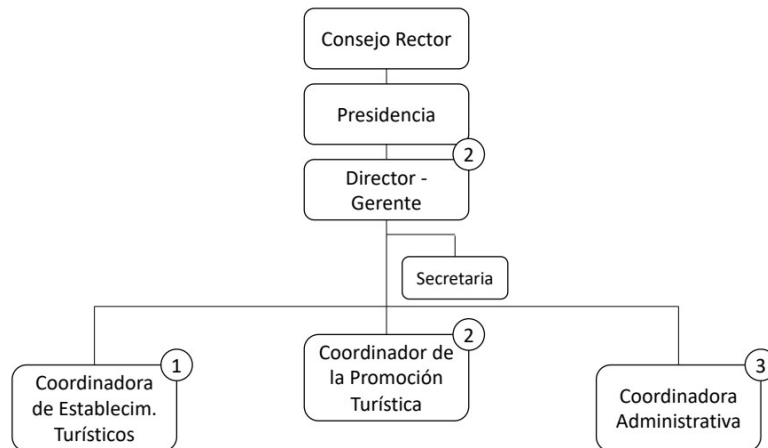 Consejo Rector
Presidencia
2
Director -
Gerente
Secretaria
1
Coordinadora
de Establecim.
Turísticos
2
Coordinador de
la Promoción
Turística
3
Coordinadora
Administrativa